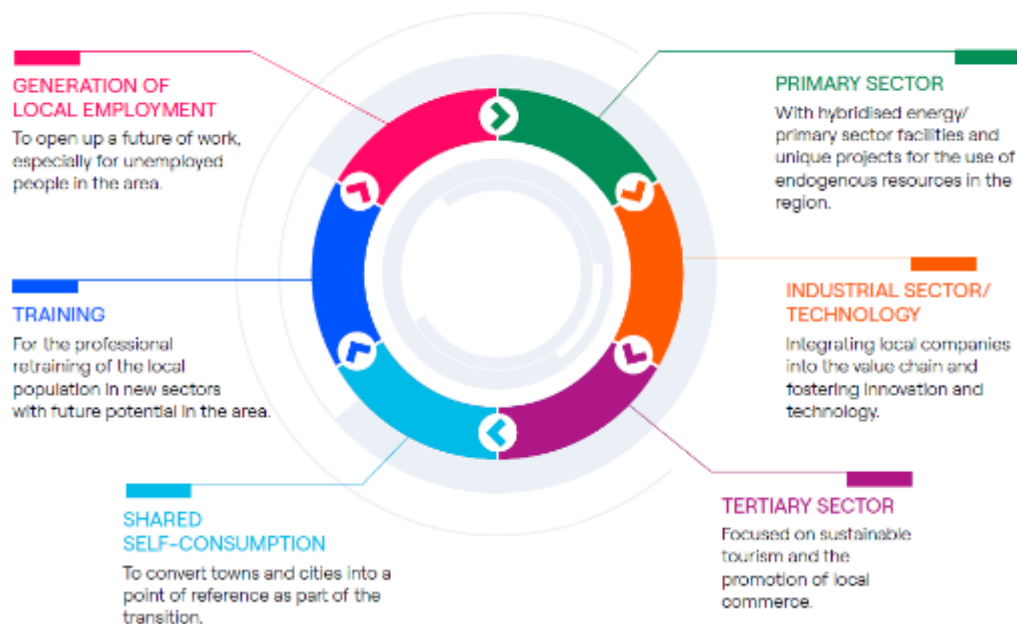 GENERATION OF
LOCAL EMPLOYMENT
To open up a future of work,
especially for unemployed
people in the area.
PRIMARY SECTOR
With hybridised energy/
primary sector facilities and
unique projects for the use of
endogenous resources in the
region.
TRAINING
For the professional
retraining of the local
population in new sectors
with future potential in the area.
INDUSTRIAL SECTOR/
TECHNOLOGY
Integrating local companies
into the value chain and
fostering innovation and
technology.
SHARED
SELF-CONSUMPTION
To convert towns and cities into a
point of reference as part of the
transition.
TERTIARY SECTOR
Focused on sustainable
tourism and the
promotion of local
commerce.